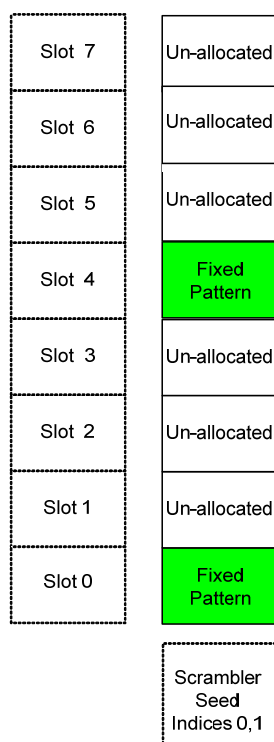 Slot 7
Un-allocated
Slot 6
Un-allocated
Slot 5
Un-allocated
Slot 4
Fixed
Pattern
Slot 3
Un-allocated
Slot 2
Un-allocated
Slot 1
Un-allocated
Slot 0
Fixed
Pattern
Scrambler
Seed
Indices 0,1